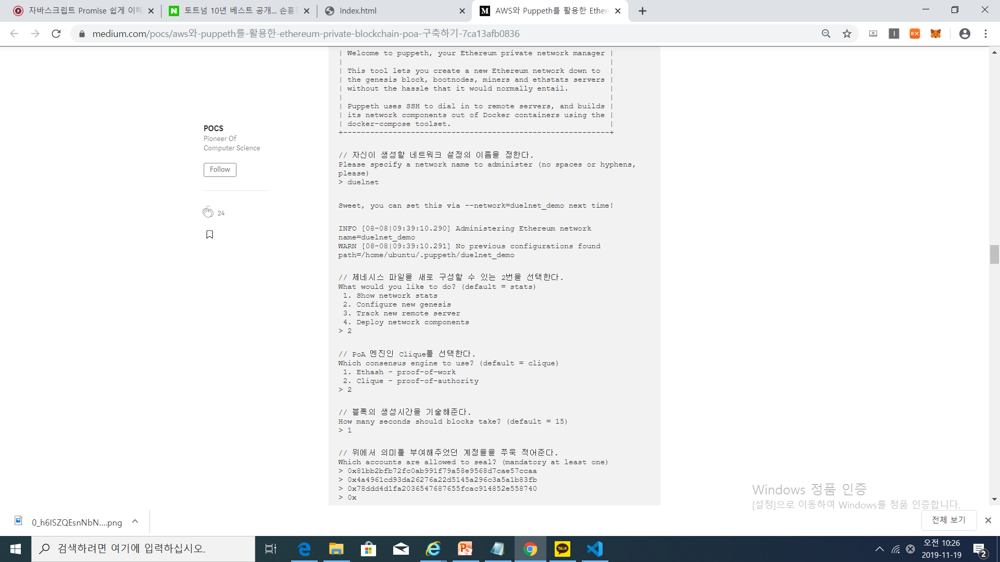 자바스크립트 Promise 쉽게 이해
토트넘 10년 베스트 공개... 손흥민
index.html
AWS와 Puppeth를 활용한 Ether
medium.com/pocs/aws와-puppeth를-활용한-ethereum-private-blockchain-poa-구축하기-7ca13afb0836
EX
| Welcome to puppeth, your Ethereum private network manager |
| |
| This tool lets you create a new Ethereum network down to |
| the genesis block, bootnodes, miners and ethstats servers |
| without the hassle that it would normally entail. |
| |
| Puppeth uses SSH to dial in to remote servers, and builds |
| its network components out of Docker containers using the |
| docker-compose toolset. |
+-----------------------------------------------------------+
POCS
Pioneer Of
Computer Science
Follow
24
// 자신이 생성할 네트워크 설정의 이름을 정한다.
Please specify a network name to administer (no spaces or hyphens,
please)
> duelnet
Sweet, you can set this via --network=duelnet_demo next time!
INFO [08-08|09:39:10.290] Administering Ethereum network
name=duelnet_demo
WARN [08-08|09:39:10.291] No previous configurations found
path=/home/ubuntu/.puppeth/duelnet_demo
// 제네시스 파일을 새로 구성할 수 있는 2번을 선택한다.
What would you like to do? (default = stats)
1. Show network stats
2. Configure new genesis
3. Track new remote server
4. Deploy network components
> 2
// PoA 엔진인 Clique를 선택한다.
Which consensus engine to use? (default = clique)
1. Ethash - proof-of-work
2. Clique - proof-of-authority
> 2
// 블록의 생성시간을 기술해준다.
How many seconds should blocks take? (default = 15)
> 1
// 위에서 의미를 부여해주었던 계정들을 쭈욱 적어준다.
Which accounts are allowed to seal? (mandatory at least one)
> 0x81bb2bfb72fc0ab991f79a58e9568d7cae57ccaa
> 0x4a4961cd93da26276a22d5145a296c3a5a1b83fb
> 0x78ddd4d1fa2036547687655fcac914852e558740
> 0x
Windows 정품 인증
[설정]으로 이동하여 Windows를 정품 인증합니다.
0_h6ISZQEsnNbN....png
전체 보기
검색하려면 여기에 입력하십시오.
TALK
오전 10:26
2019-11-19
2